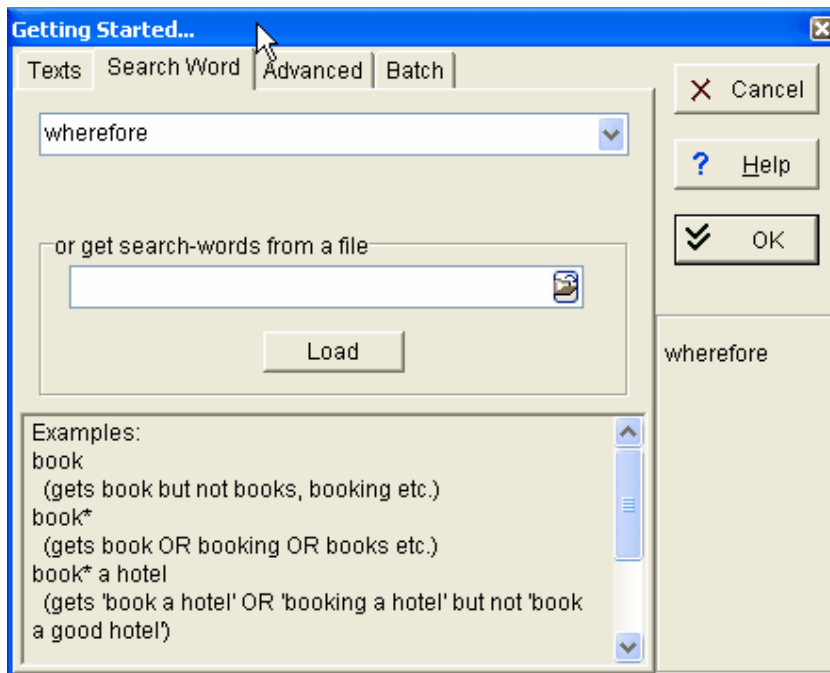 Getting Started...
Texts
Search Word
Advanced
Batch
Cancel
? Help
OK
wherefore
or get search-words from a file
Load
wherefore
Examples:
book
(gets book but not books, booking etc.)
book*
(gets book OR booking OR books etc.)
book* a hotel
(gets 'book a hotel' OR 'booking a hotel' but not 'book
a good hotel')